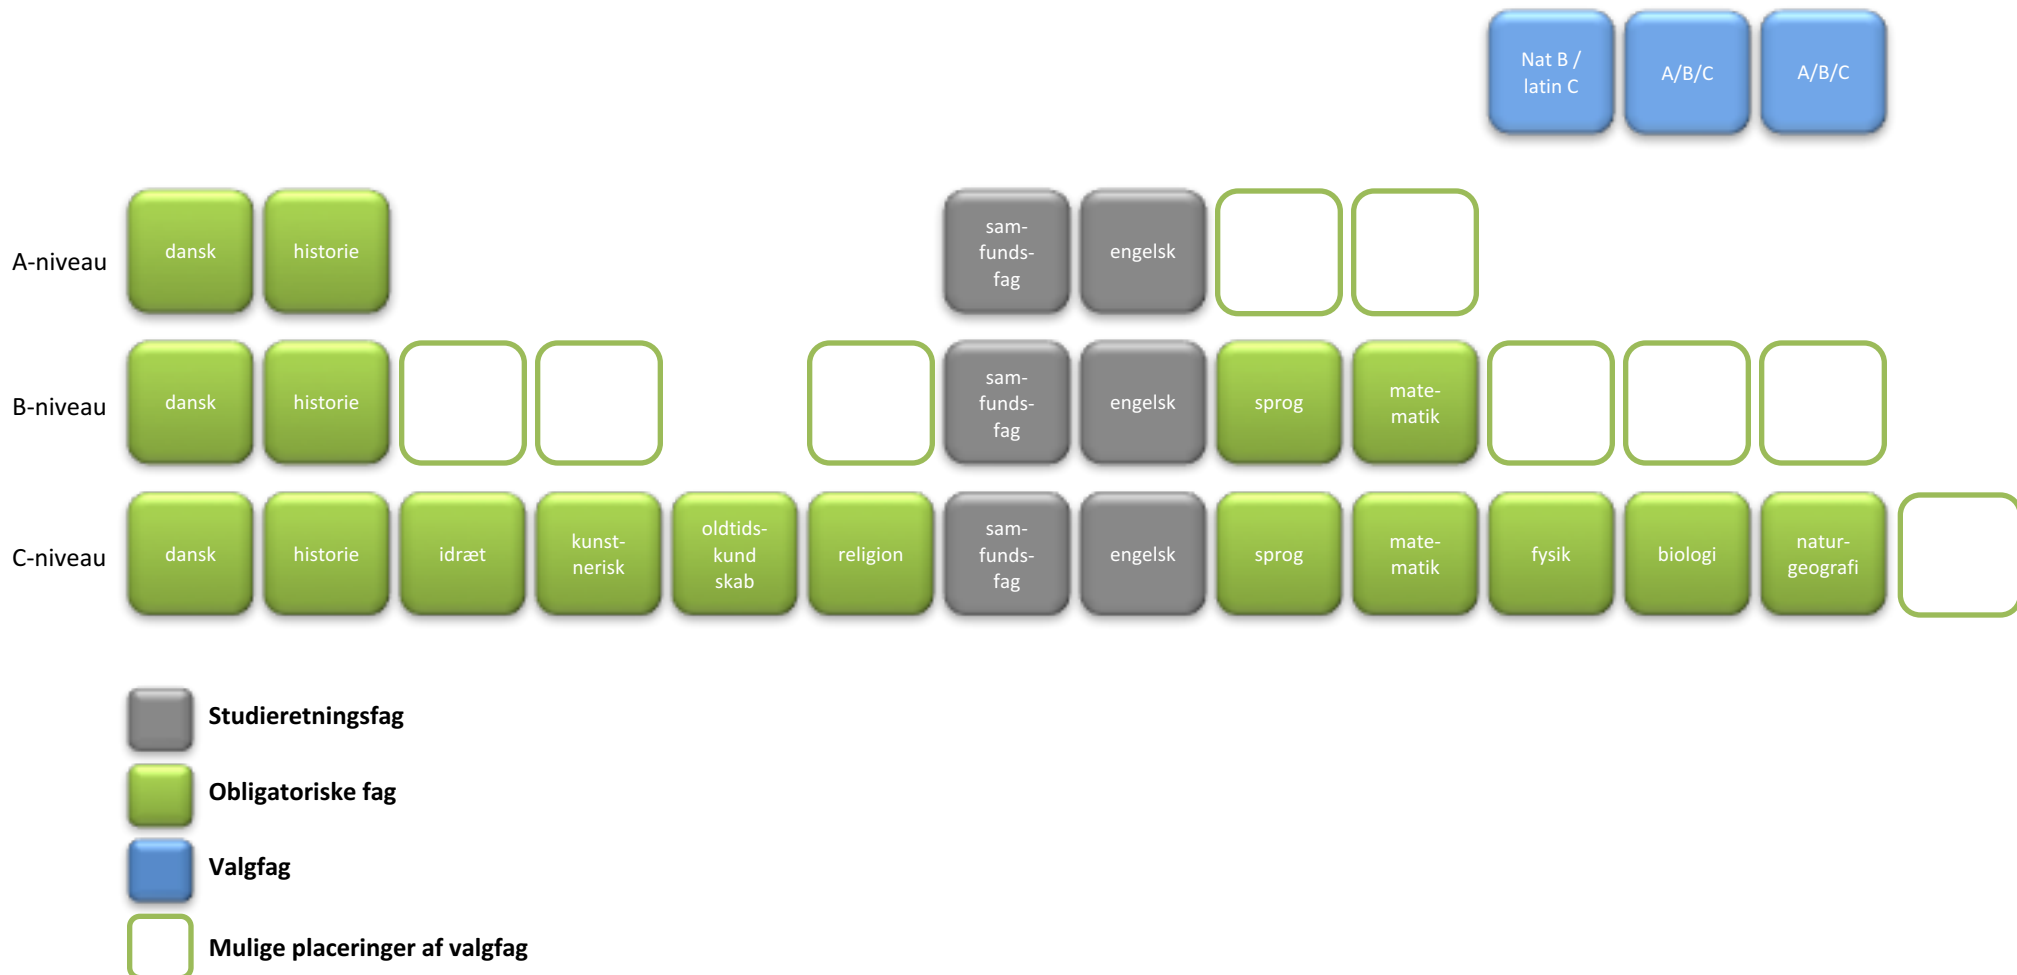 Nat B /
latin C
A/B/C
A/B/C
A-niveau
dansk
historie
sam-
funds-
fag
engelsk
B-niveau
dansk
historie
sam-
funds-
fag
engelsk
sprog
mate-
matik
C-niveau
dansk
historie
idræt
kunst-
nerisk
oldtids-
kund
skab
religion
sam-
funds-
fag
engelsk
sprog
mate-
matik
fysik
biologi
natur-
geografi
Studieretningsfag
Obligatoriske fag
Valgfag
Mulige placeringer af valgfag